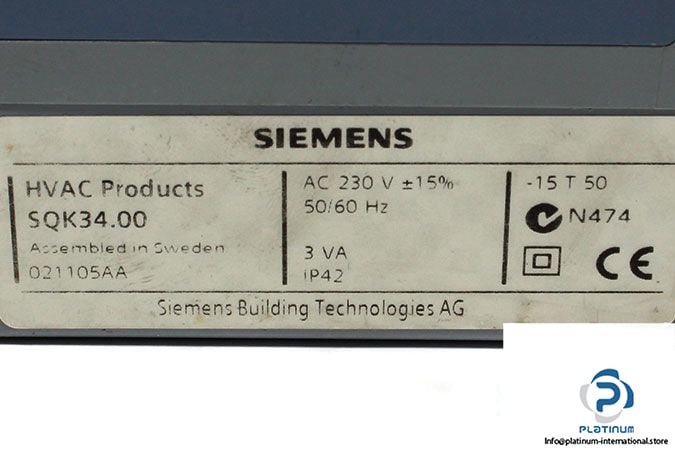 SIEMENS
HVAC Products
SQK34.00
Assembled in Sweden
021105AA
AC 230 V ±15%
50/60 Hz
3 VA
IP42
-15 T 50
N474
CE
Siemens Building Technologies AG
PLATINUM
info@platinum-international.store